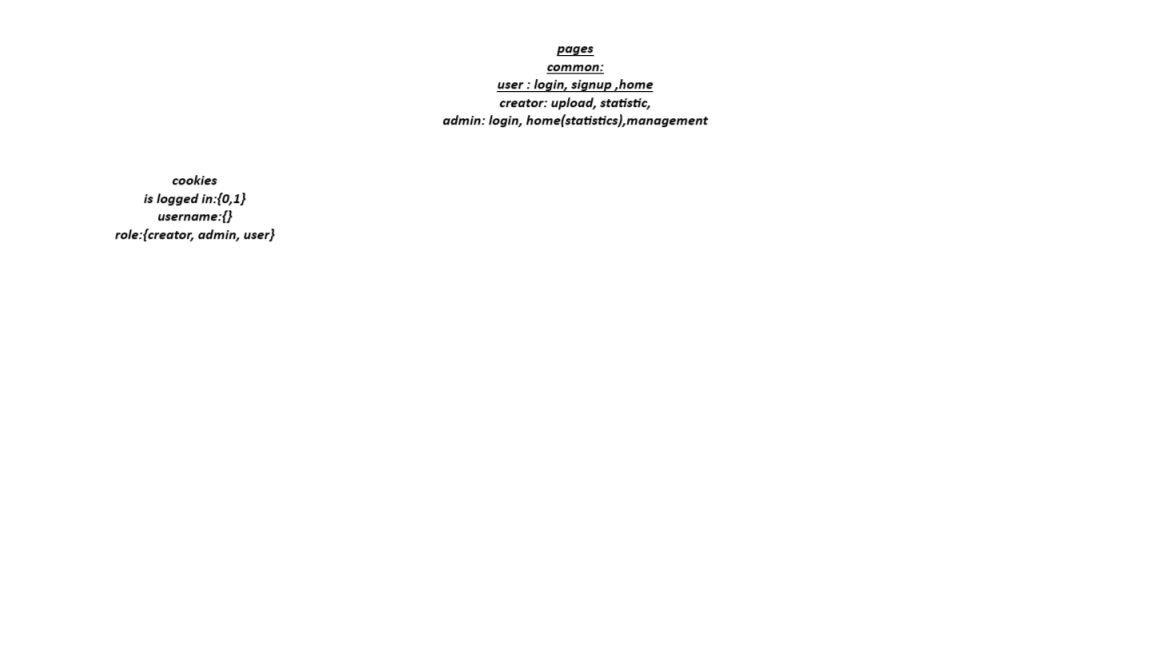 pages
common:
user : login, signup ,home
creator: upload, statistic,
admin: login, home(statistics),management
cookies
is logged in:{0,1}
username:{}
role:{creator, admin, user}